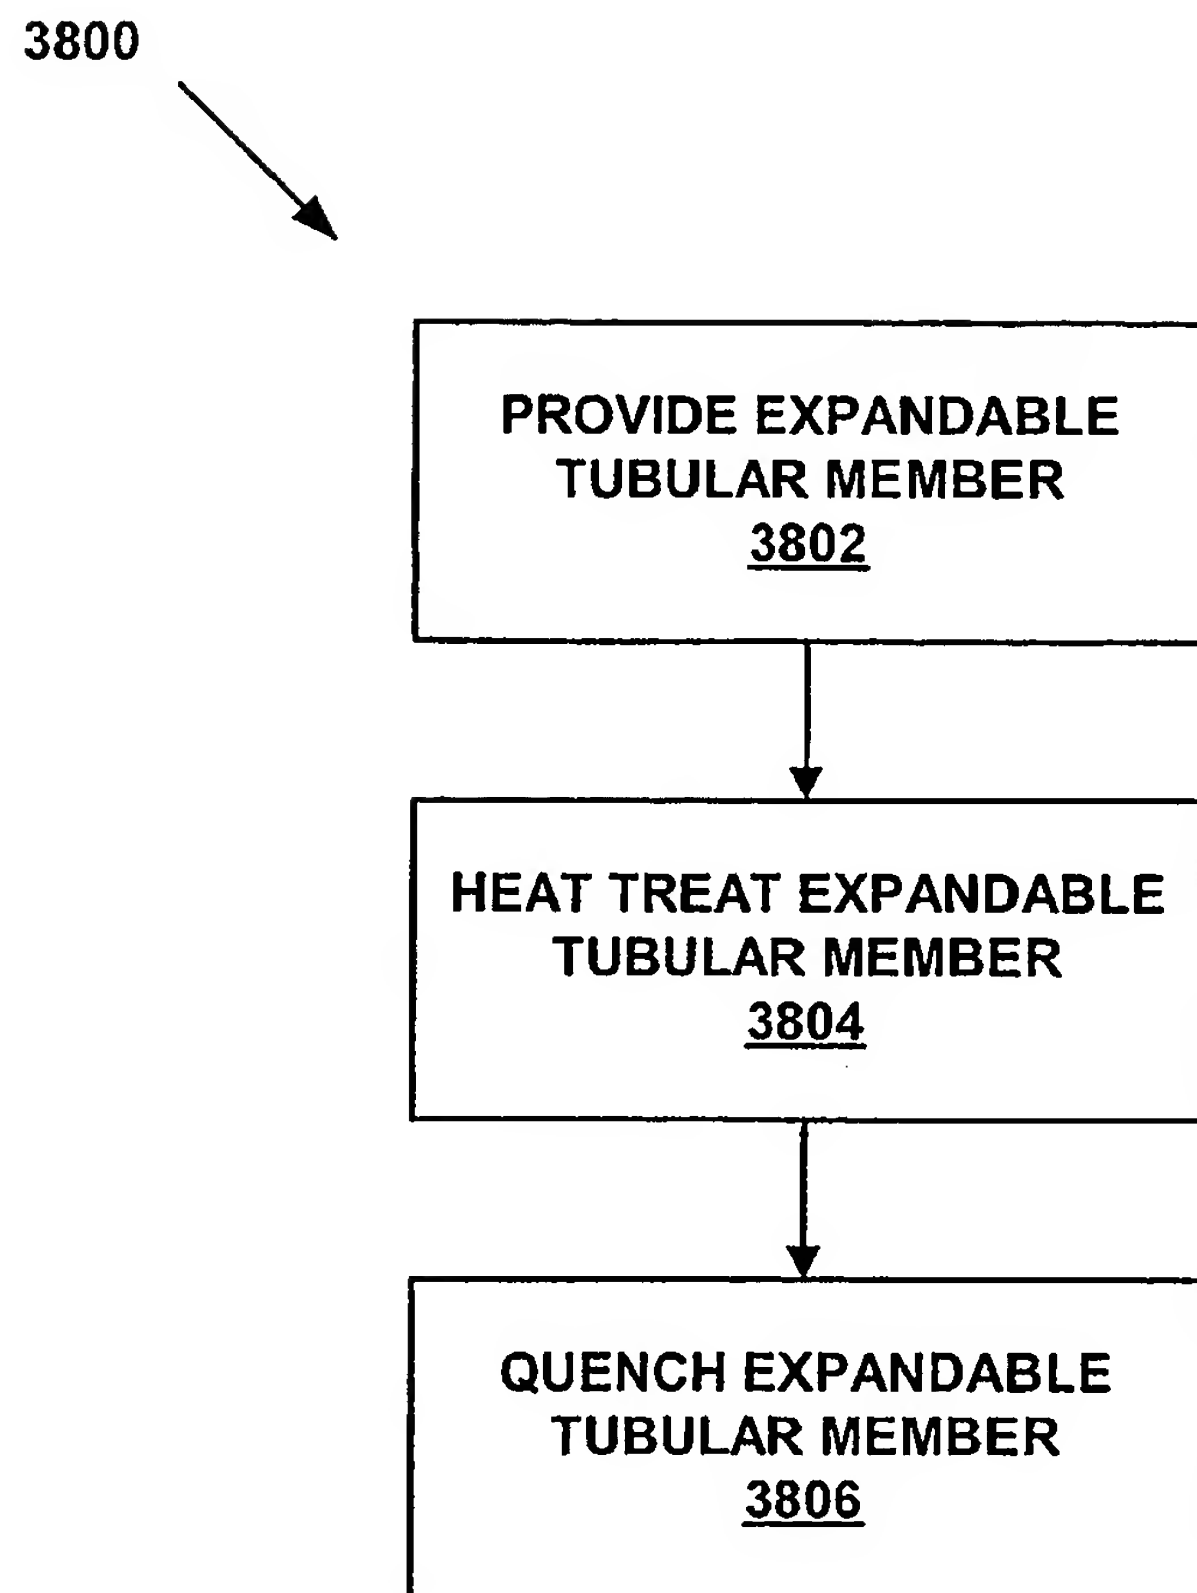 3800
PROVIDE EXPANDABLE
TUBULAR MEMBER
3802
HEAT TREAT EXPANDABLE
TUBULAR MEMBER
3804
QUENCH EXPANDABLE
TUBULAR MEMBER
3806